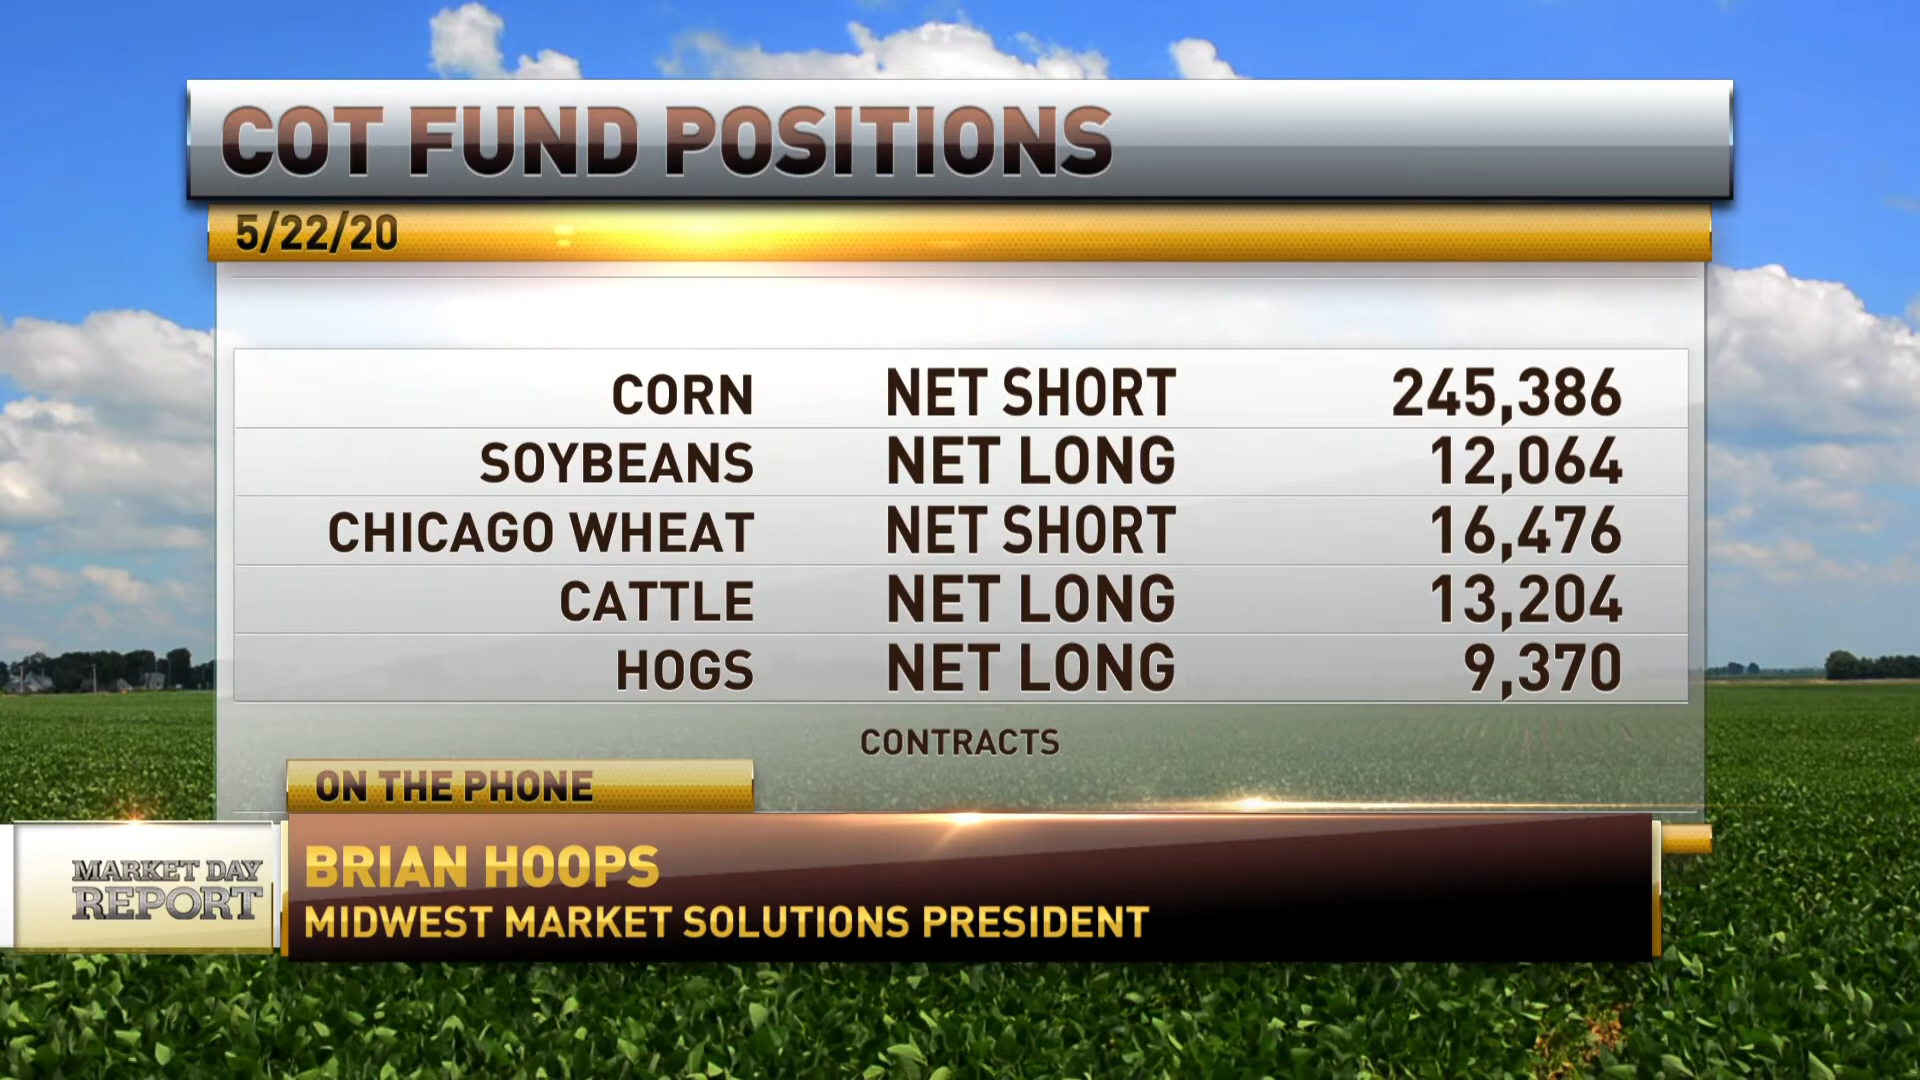 COT FUND POSITIONS
5/22/20
CORN NET SHORT 245,386
SOYBEANS NET LONG 12,064
CHICAGO WHEAT NET SHORT 16,476
CATTLE NET LONG 13,204
HOGS NET LONG 9,370
CONTRACTS
ON THE PHONE
MARKET DAY
REPORT
BRIAN HOOPS
MIDWEST MARKET SOLUTIONS PRESIDENT